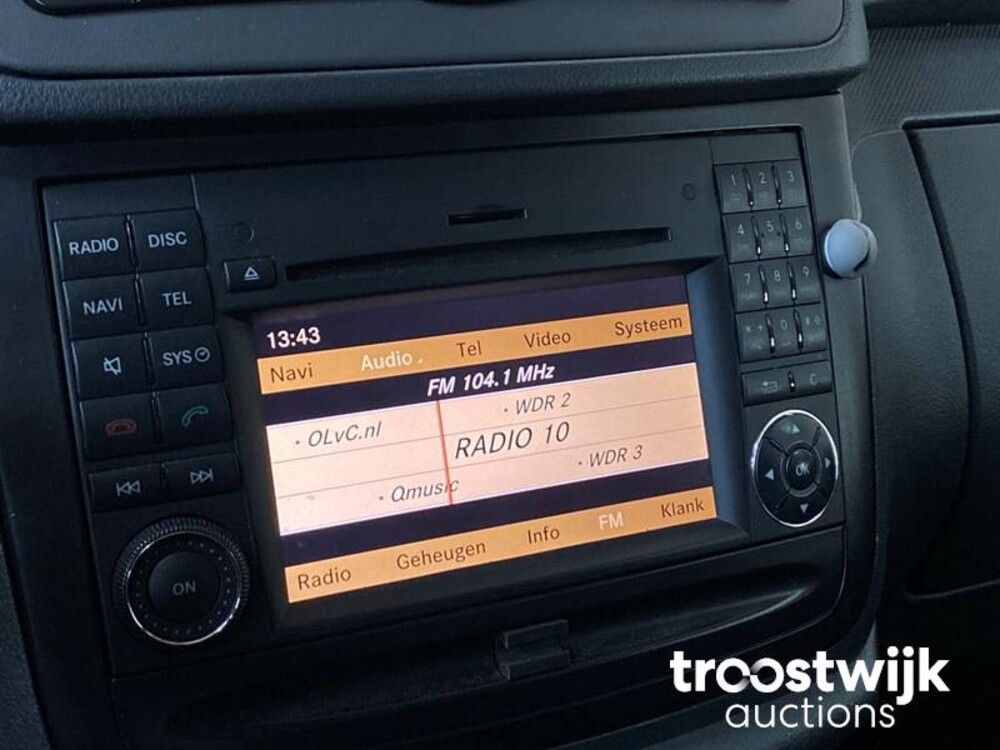 RADIO DISC
NAVI TEL
SYS
ON
1 2 3
4 5 6
7 8 9
* 0 #
C
OK
13:43
Navi Audio Tel Video Systeem
FM 104.1 MHz
· OLvC.nl · WDR 2
RADIO 10
· Qmusic · WDR 3
Radio Geheugen Info FM Klank
troostwijk
auctions